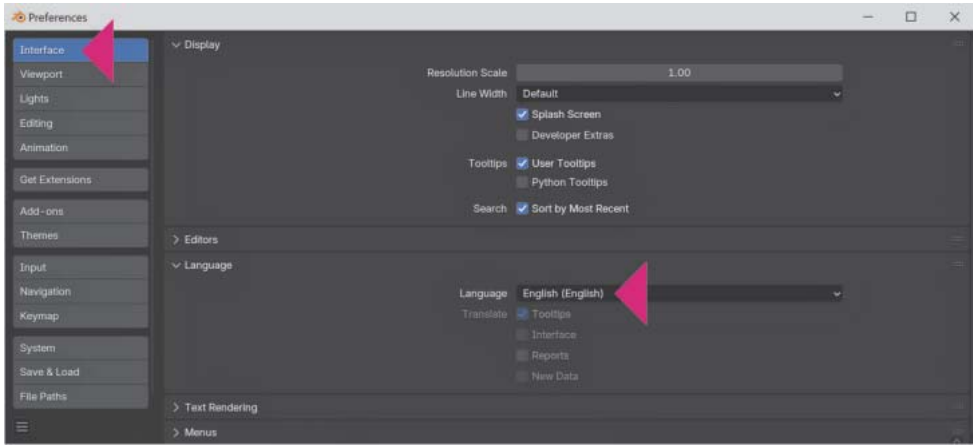 Preferences
Interface
Viewport
Lights
Editing
Animation
Get Extensions
Add-ons
Themes
Input
Navigation
Keymap
System
Save & Load
File Paths
Display
Resolution Scale 1.00
Line Width Default
Splash Screen
Developer Extras
Tooltips User Tooltips
Python Tooltips
Search Sort by Most Recent
Editors
Language
Language English (English)
Translate Tooltips
Interface
Reports
New Data
Text Rendering
Menus